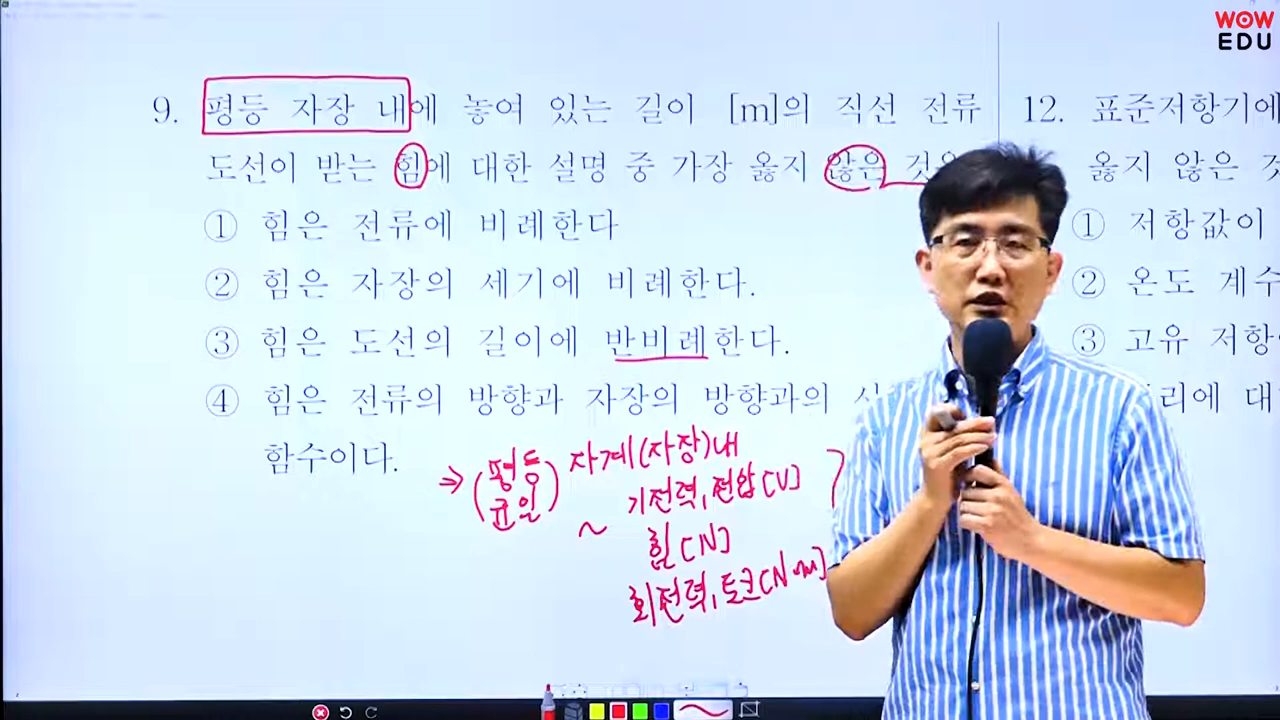 WOW
EDU
9. 평등 자장 내에 놓여 있는 길이 [m]의 직선 전류
도선이 받는 힘에 대한 설명 중 가장 옳지 않은 것
① 힘은 전류에 비례한다
② 힘은 자장의 세기에 비례한다.
③ 힘은 도선의 길이에 반비례한다.
④ 힘은 전류의 방향과 자장의 방향과의
함수이다.
⇒ (평등 균일) 자계(자장)내
~ 기전력, 전압[V]
힘[N]
회전력, 토크[N·m]
12. 표준저항기에
옳지 않은
① 저항값이
② 온도 계수
③ 고유 저항
리에 대